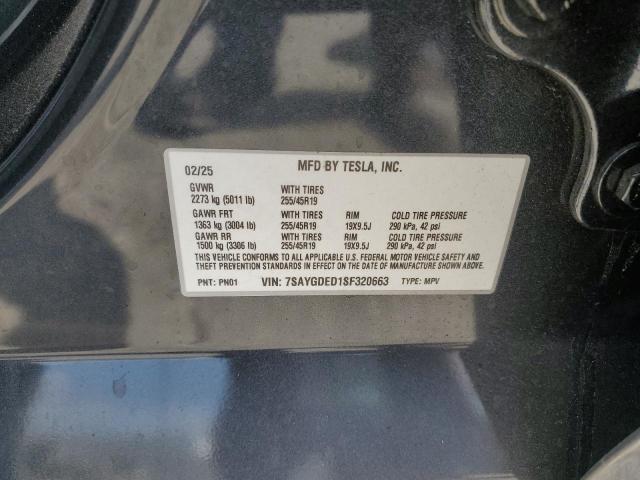 02/25 MFD BY TESLA, INC.
GVWR WITH TIRES
2273 kg (5011 lb) 255/45R19
GAWR FRT WITH TIRES RIM COLD TIRE PRESSURE
1363 kg (3004 lb) 255/45R19 19X9.5J 290 kPa, 42 psi
GAWR RR WITH TIRES RIM COLD TIRE PRESSURE
1500 kg (3306 lb) 255/45R19 19X9.5J 290 kPa, 42 psi
THIS VEHICLE CONFORMS TO ALL APPLICABLE U.S. FEDERAL MOTOR VEHICLE SAFETY AND
THEFT PREVENTION STANDARDS IN EFFECT ON THE DATE OF MANUFACTURE SHOWN ABOVE.
PNT: PN01 VIN: 7SAYGDED1SF320663 TYPE: MPV